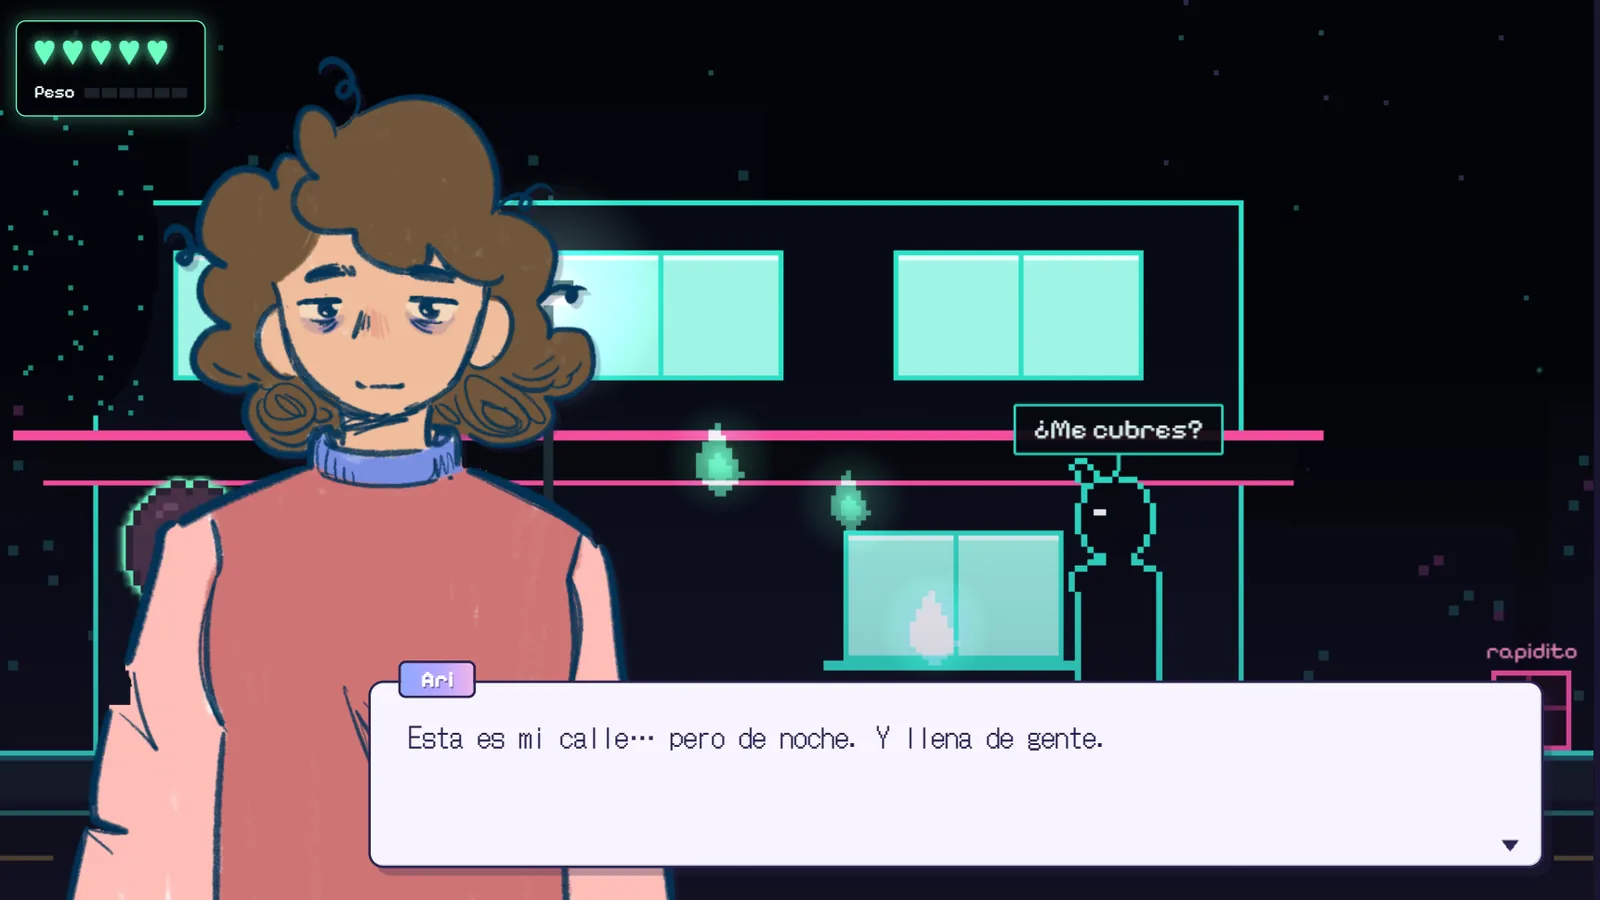 Peso
¿Me cubres?
rapidito
Ari
Esta es mi calle… pero de noche. Y llena de gente.